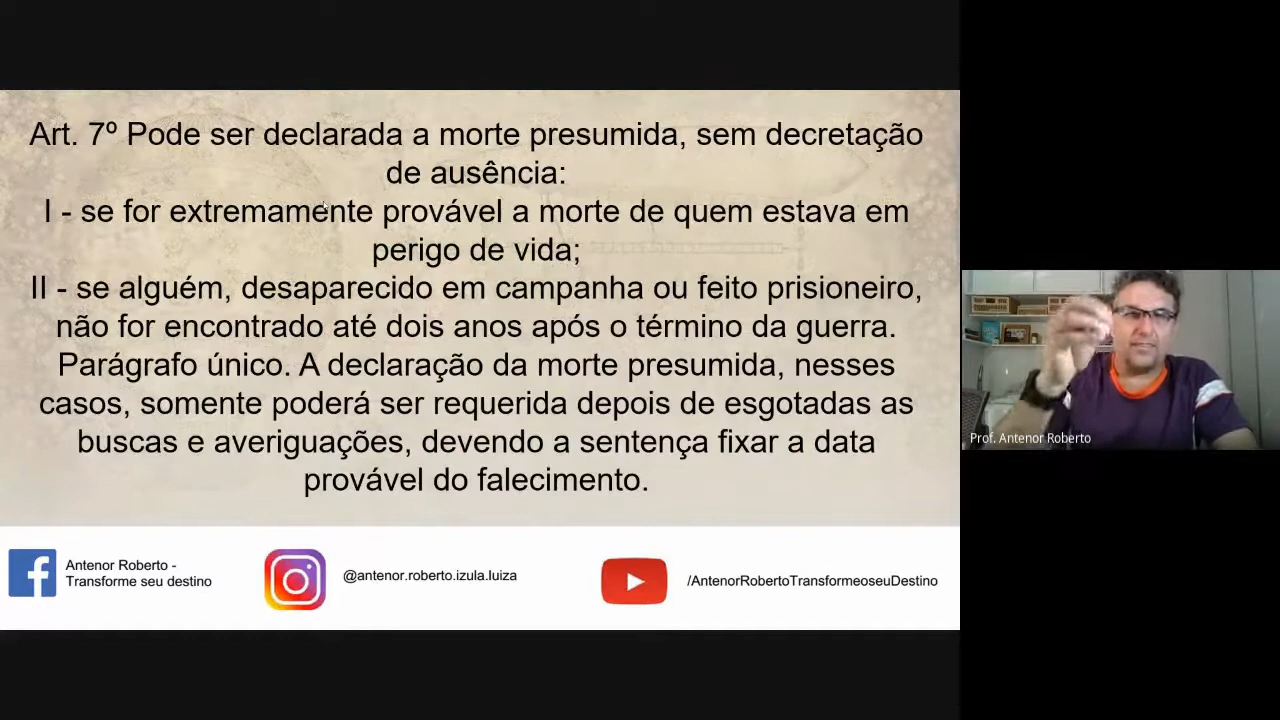 Art. 7º Pode ser declarada a morte presumida, sem decretação
de ausência:
I - se for extremamente provável a morte de quem estava em
perigo de vida;
II - se alguém, desaparecido em campanha ou feito prisioneiro,
não for encontrado até dois anos após o término da guerra.
Parágrafo único. A declaração da morte presumida, nesses
casos, somente poderá ser requerida depois de esgotadas as
buscas e averiguações, devendo a sentença fixar a data
provável do falecimento.
Antenor Roberto -
Transforme seu destino
@antenor.roberto.izula.luiza
/AntenorRobertoTransformeoseuDestino
Prof. Antenor Roberto